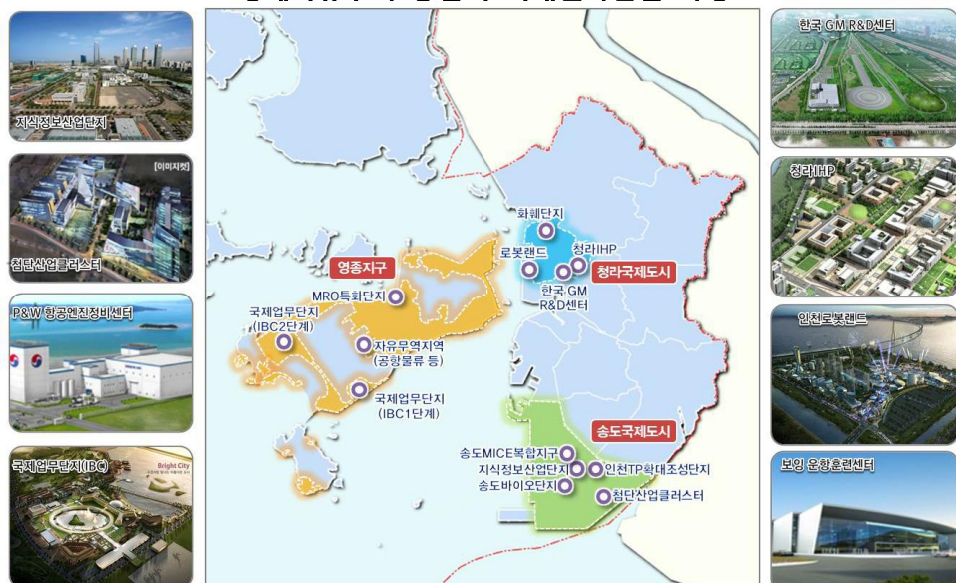 지식정보산업단지
[이미지컷]
첨단산업클러스터
P&W 항공엔진정비센터
국제업무단지(IBC)
Bright City
화훼단지
로봇랜드
청라IHP
영종지구
청라국제도시
MRO특화단지
한국 GM
R&D센터
국제업무단지
(IBC2단계)
자유무역지역
(공항물류 등)
국제업무단지
(IBC1단계)
송도국제도시
송도MICE복합지구
지식정보산업단지
인천TP확대조성단지
송도바이오단지
첨단산업클러스터
한국 GM R&D센터
청라IHP
인천로봇랜드
보잉 운항훈련센터